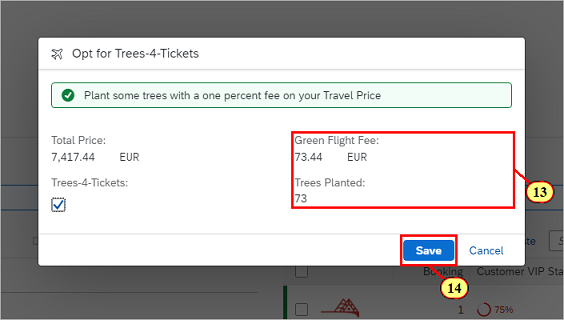 Opt for Trees-4-Tickets
Plant some trees with a one percent fee on your Travel Price
Total Price:
7,417.44 EUR
Green Flight Fee:
73.44 EUR
Trees-4-Tickets:
Trees Planted:
73
13
Save
Cancel
14
Booking
Customer VIP Sta
1
75%